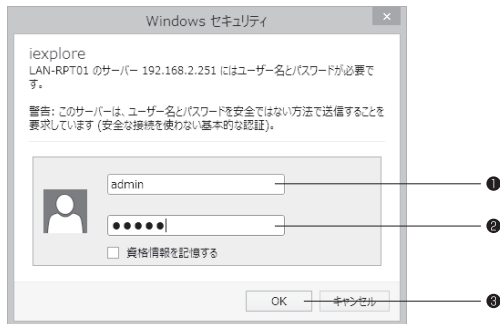 Windows セキュリティ
iexplore
LAN-RPT01 のサーバー 192.168.2.251 にはユーザー名とパスワードが必要で
す。
警告: このサーバーは、ユーザー名とパスワードを安全ではない方法で送信することを
要求しています (安全な接続を使わない基本的な認証)。
admin
❶
●●●●●
❷
資格情報を記憶する
OK
キャンセル
❸